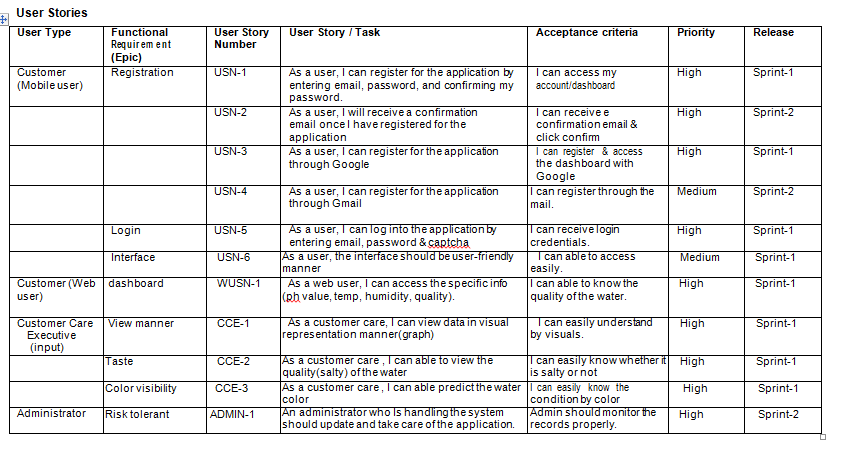 User Stories
User Type Functional Requirement (Epic) User Story Number User Story / Task Acceptance criteria Priority Release
Customer (Mobile user) Registration USN-1 As a user, I can register for the application by entering email, password, and confirming my password. I can access my account/dashboard High Sprint-1
USN-2 As a user, I will receive a confirmation email once I have registered for the application I can receive e confirmation email & click confirm High Sprint-2
USN-3 As a user, I can register for the application through Google I can register & access the dashboard with Google High Sprint-1
USN-4 As a user, I can register for the application through Gmail I can register through the mail. Medium Sprint-2
Login USN-5 As a user, I can log into the application by entering email, password & captcha I can receive login credentials. High Sprint-1
Interface USN-6 As a user, the interface should be user-friendly manner I can able to access easily. Medium Sprint-1
Customer (Web user) dashboard WUSN-1 As a web user, I can access the specific info (ph value, temp, humidity, quality). I can able to know the quality of the water. High Sprint-1
Customer Care Executive (input) View manner CCE-1 As a customer care, I can view data in visual representation manner(graph) I can easily understand by visuals. High Sprint-1
Taste CCE-2 As a customer care , I can able to view the quality(salty) of the water I can easily know whether it is salty or not High Sprint-1
Color visibility CCE-3 As a customer care , I can able predict the water color I can easily know the condition by color High Sprint-1
Administrator Risk tolerant ADMIN-1 An administrator who Is handling the system should update and take care of the application. Admin should monitor the records properly. High Sprint-2